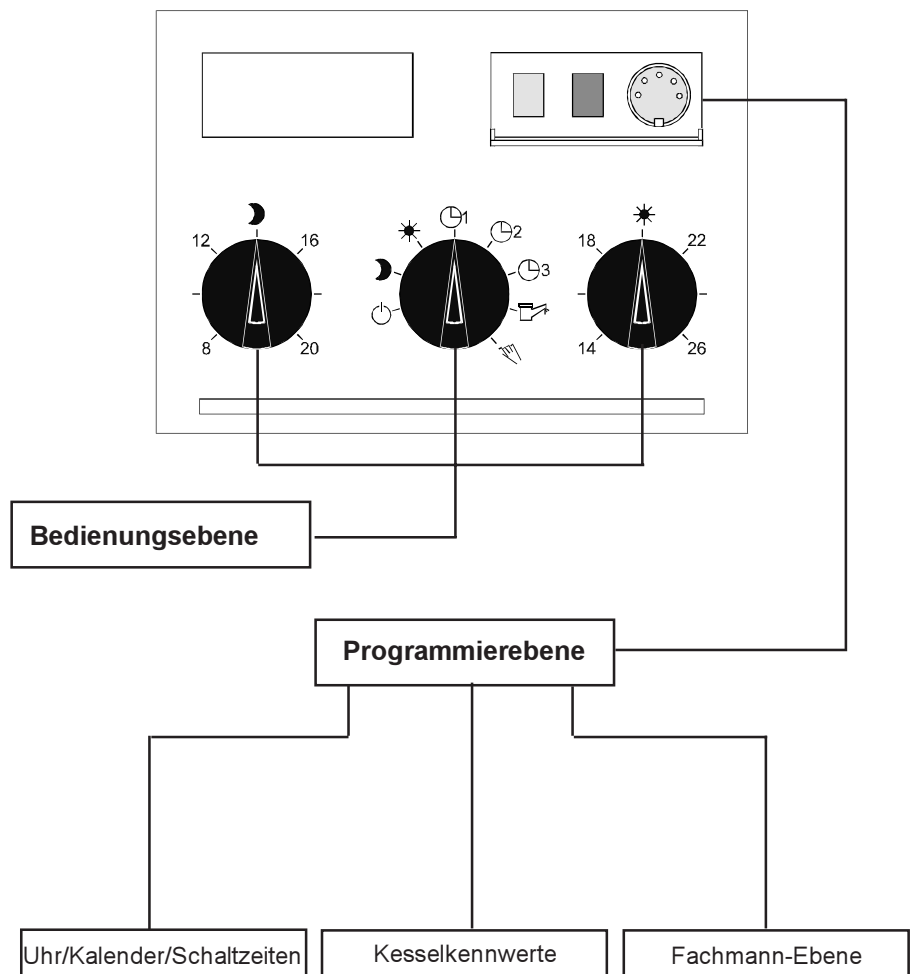 1
12
16
2
18
22
3
8
20
14
26
Bedienungsebene
Programmierebene
Uhr/Kalender/Schaltzeiten
Kesselkennwerte
Fachmann-Ebene